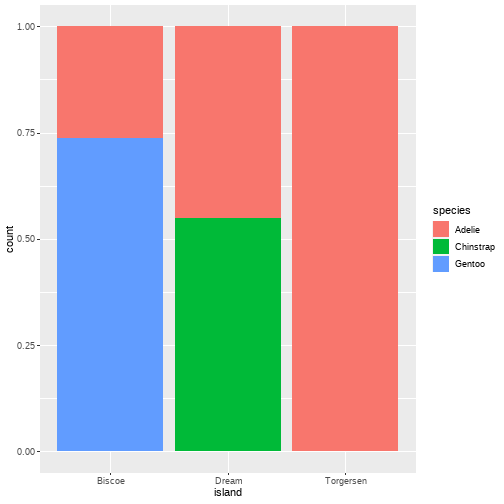 1.00
0.75
0.50
0.25
0.00
count
Biscoe
Dream
Torgersen
island
species
Adelie
Chinstrap
Gentoo